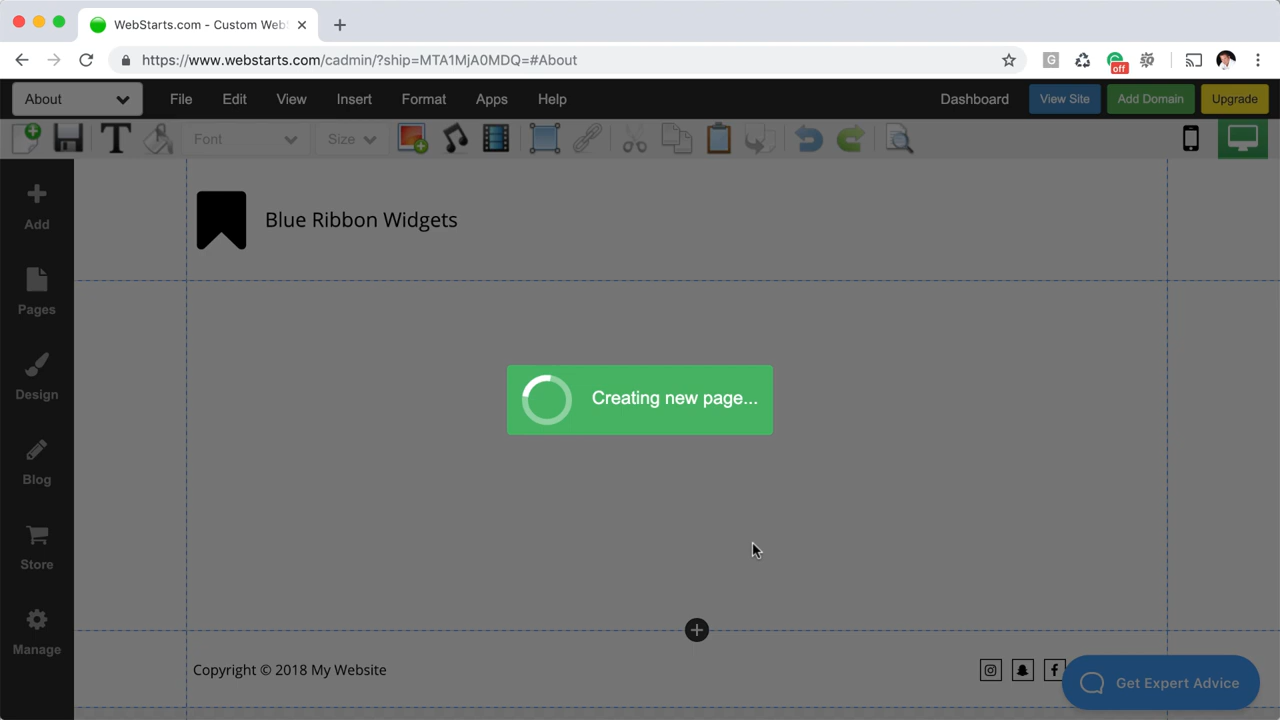 WebStarts.com - Custom Web
https://www.webstarts.com/cadmin/?ship=MTA1MjA0MDQ=#About
G
off
About
File
Edit
View
Insert
Format
Apps
Help
Dashboard
View Site
Add Domain
Upgrade
T
Font
Size
Add
Pages
Design
Blog
Store
Manage
Blue Ribbon Widgets
Creating new page...
Copyright © 2018 My Website
Get Expert Advice